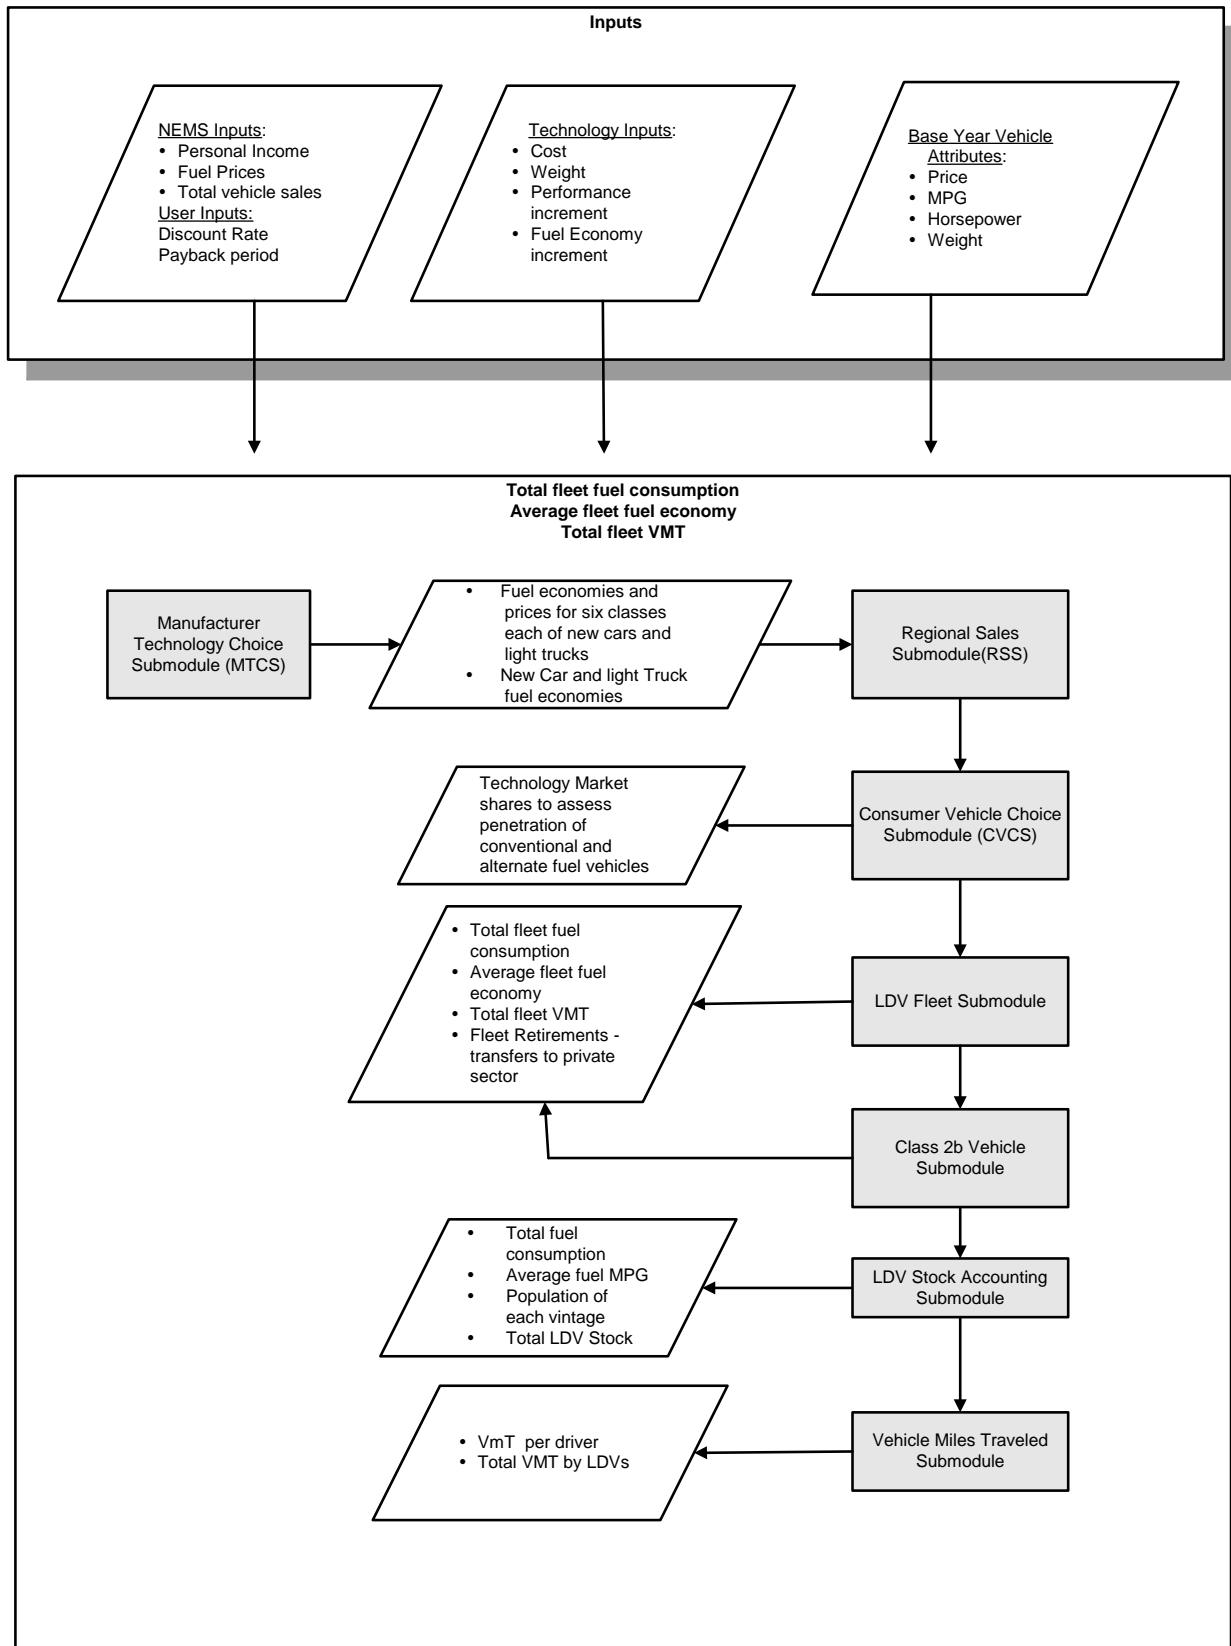 Inputs
NEMS Inputs:
• Personal Income
• Fuel Prices
• Total vehicle sales
User Inputs:
Discount Rate
Payback period
Technology Inputs:
• Cost
• Weight
• Performance
increment
• Fuel Economy
increment
Base Year Vehicle
Attributes:
• Price
• MPG
• Horsepower
• Weight
Total fleet fuel consumption
Average fleet fuel economy
Total fleet VMT
Manufacturer
Technology Choice
Submodule (MTCS)
• Fuel economies and
prices for six classes
each of new cars and
light trucks
• New Car and light Truck
fuel economies
Regional Sales
Submodule(RSS)
Technology Market
shares to assess
penetration of
conventional and
alternate fuel vehicles
Consumer Vehicle Choice
Submodule (CVCS)
• Total fleet fuel
consumption
• Average fleet fuel
economy
• Total fleet VMT
• Fleet Retirements -
transfers to private
sector
LDV Fleet Submodule
Class 2b Vehicle
Submodule
• Total fuel
consumption
• Average fuel MPG
• Population of
each vintage
• Total LDV Stock
LDV Stock Accounting
Submodule
• VmT per driver
• Total VMT by LDVs
Vehicle Miles Traveled
Submodule